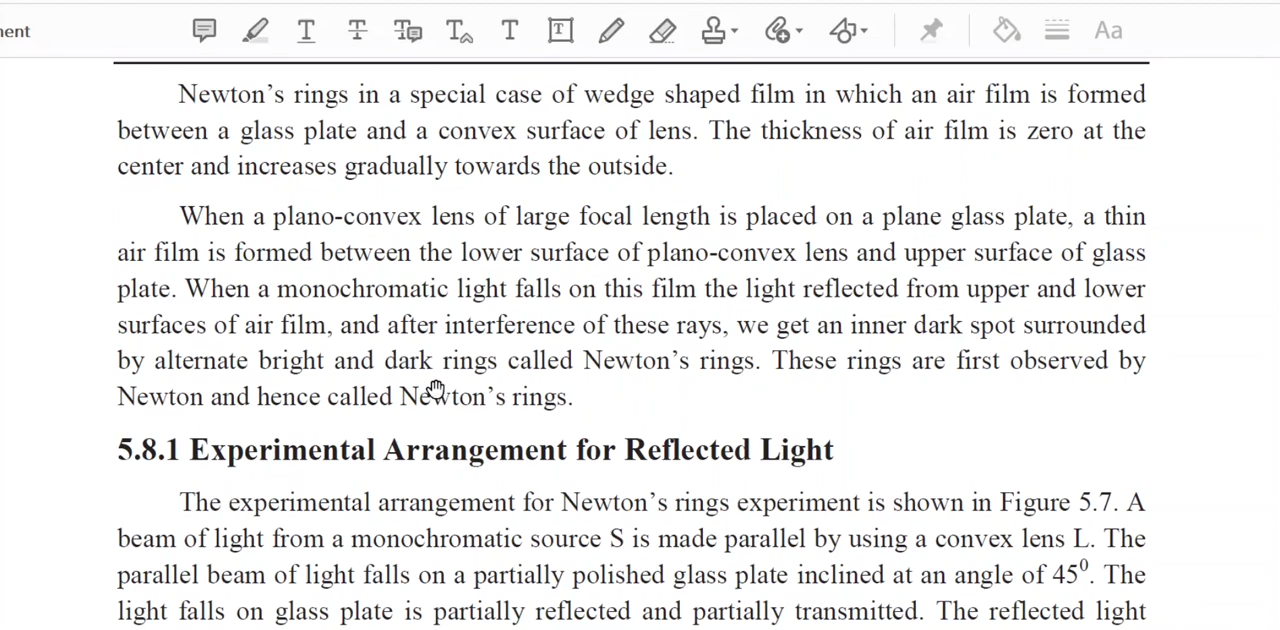 ment
Aa
Newton's rings in a special case of wedge shaped film in which an air film is formed
between a glass plate and a convex surface of lens. The thickness of air film is zero at the
center and increases gradually towards the outside.
When a plano-convex lens of large focal length is placed on a plane glass plate, a thin
air film is formed between the lower surface of plano-convex lens and upper surface of glass
plate. When a monochromatic light falls on this film the light reflected from upper and lower
surfaces of air film, and after interference of these rays, we get an inner dark spot surrounded
by alternate bright and dark rings called Newton's rings. These rings are first observed by
Newton and hence called Newton's rings.
5.8.1 Experimental Arrangement for Reflected Light
The experimental arrangement for Newton's rings experiment is shown in Figure 5.7. A
beam of light from a monochromatic source S is made parallel by using a convex lens L. The
parallel beam of light falls on a partially polished glass plate inclined at an angle of 45⁰. The
light falls on glass plate is partially reflected and partially transmitted. The reflected light